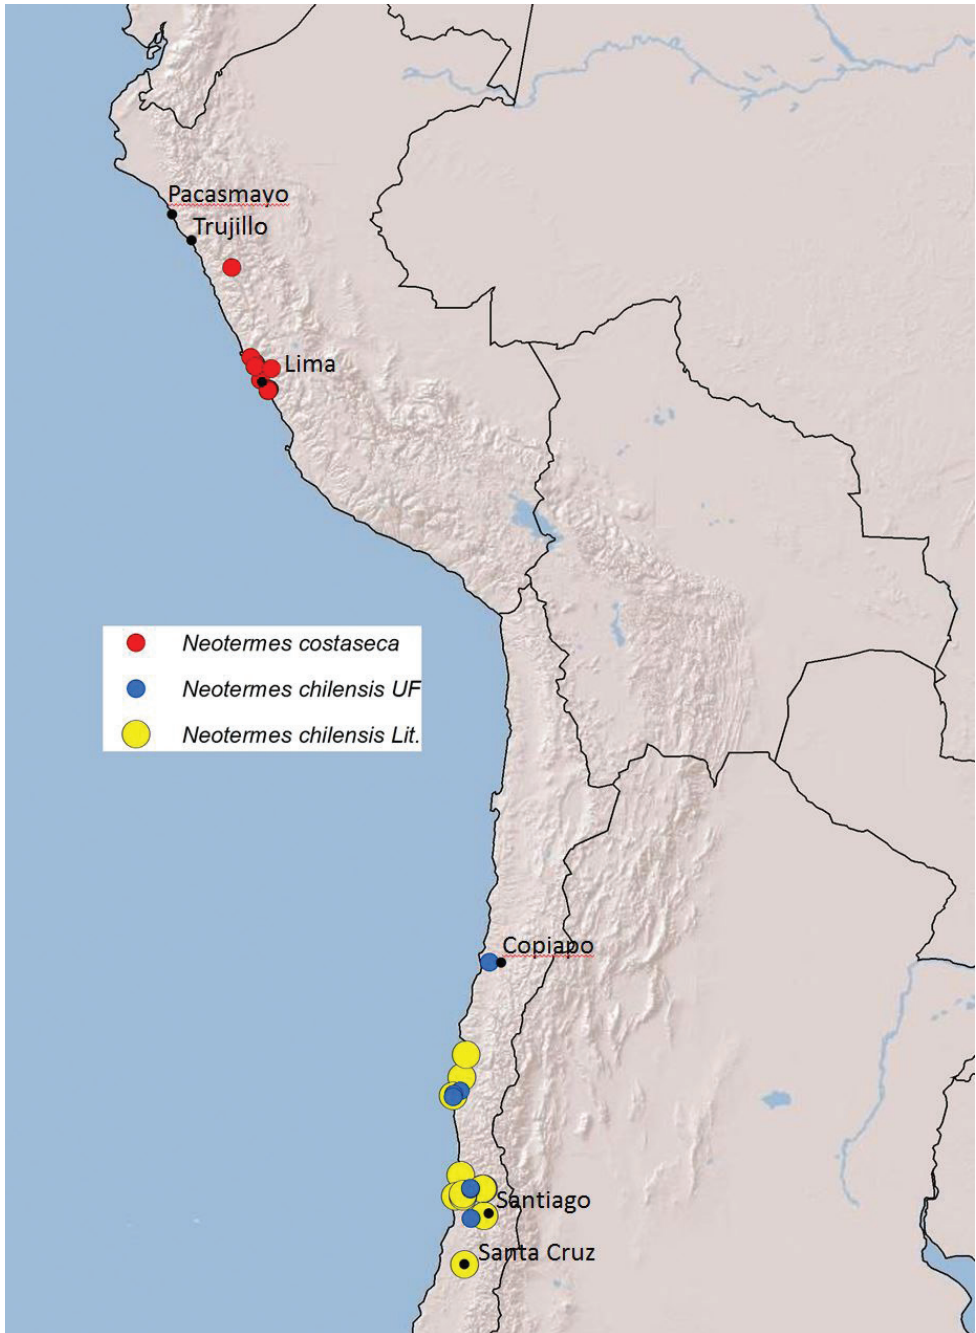 Pacasmayo
Trujillo
Lima
Neotermes costaseca
Neotermes chilensis UF
Neotermes chilensis Lit.
Copiapo
Santiago
Santa Cruz